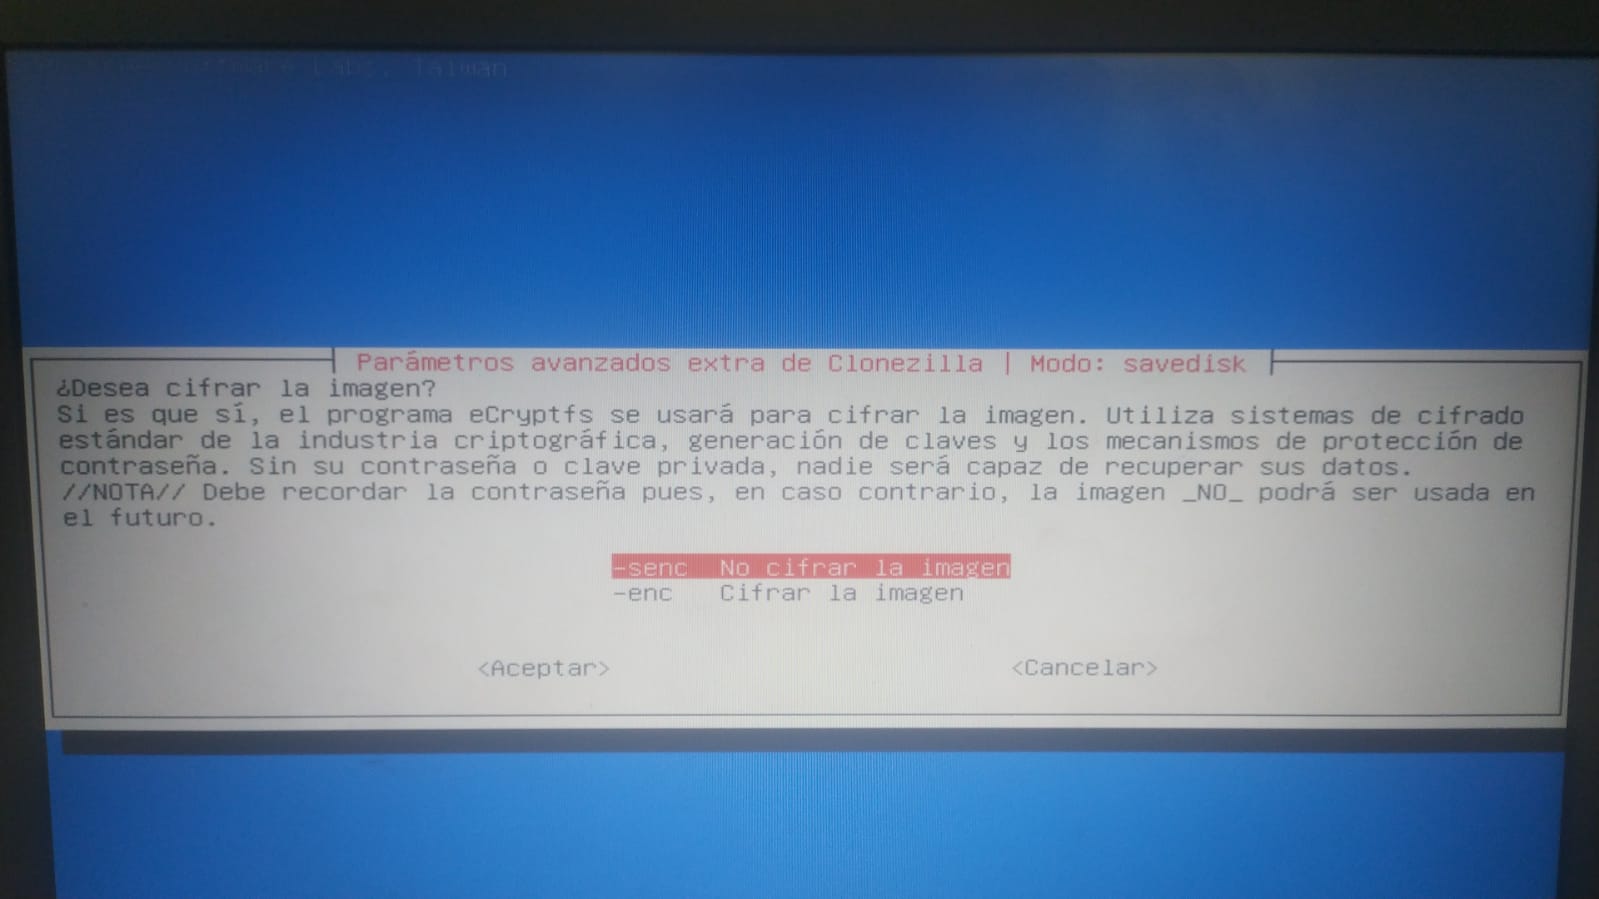 Labs, Taiwan
Parámetros avanzados extra de Clonezilla | Modo: savedisk
¿Desea cifrar la imagen?
Si es que sí, el programa eCryptfs se usará para cifrar la imagen. Utiliza sistemas de cifrado
estándar de la industria criptográfica, generación de claves y los mecanismos de protección de
contraseña. Sin su contraseña o clave privada, nadie será capaz de recuperar sus datos.
//NOTA// Debe recordar la contraseña pues, en caso contrario, la imagen _NO_ podrá ser usada en
el futuro.
-senc No cifrar la imagen
-enc Cifrar la imagen
<Aceptar> <Cancelar>